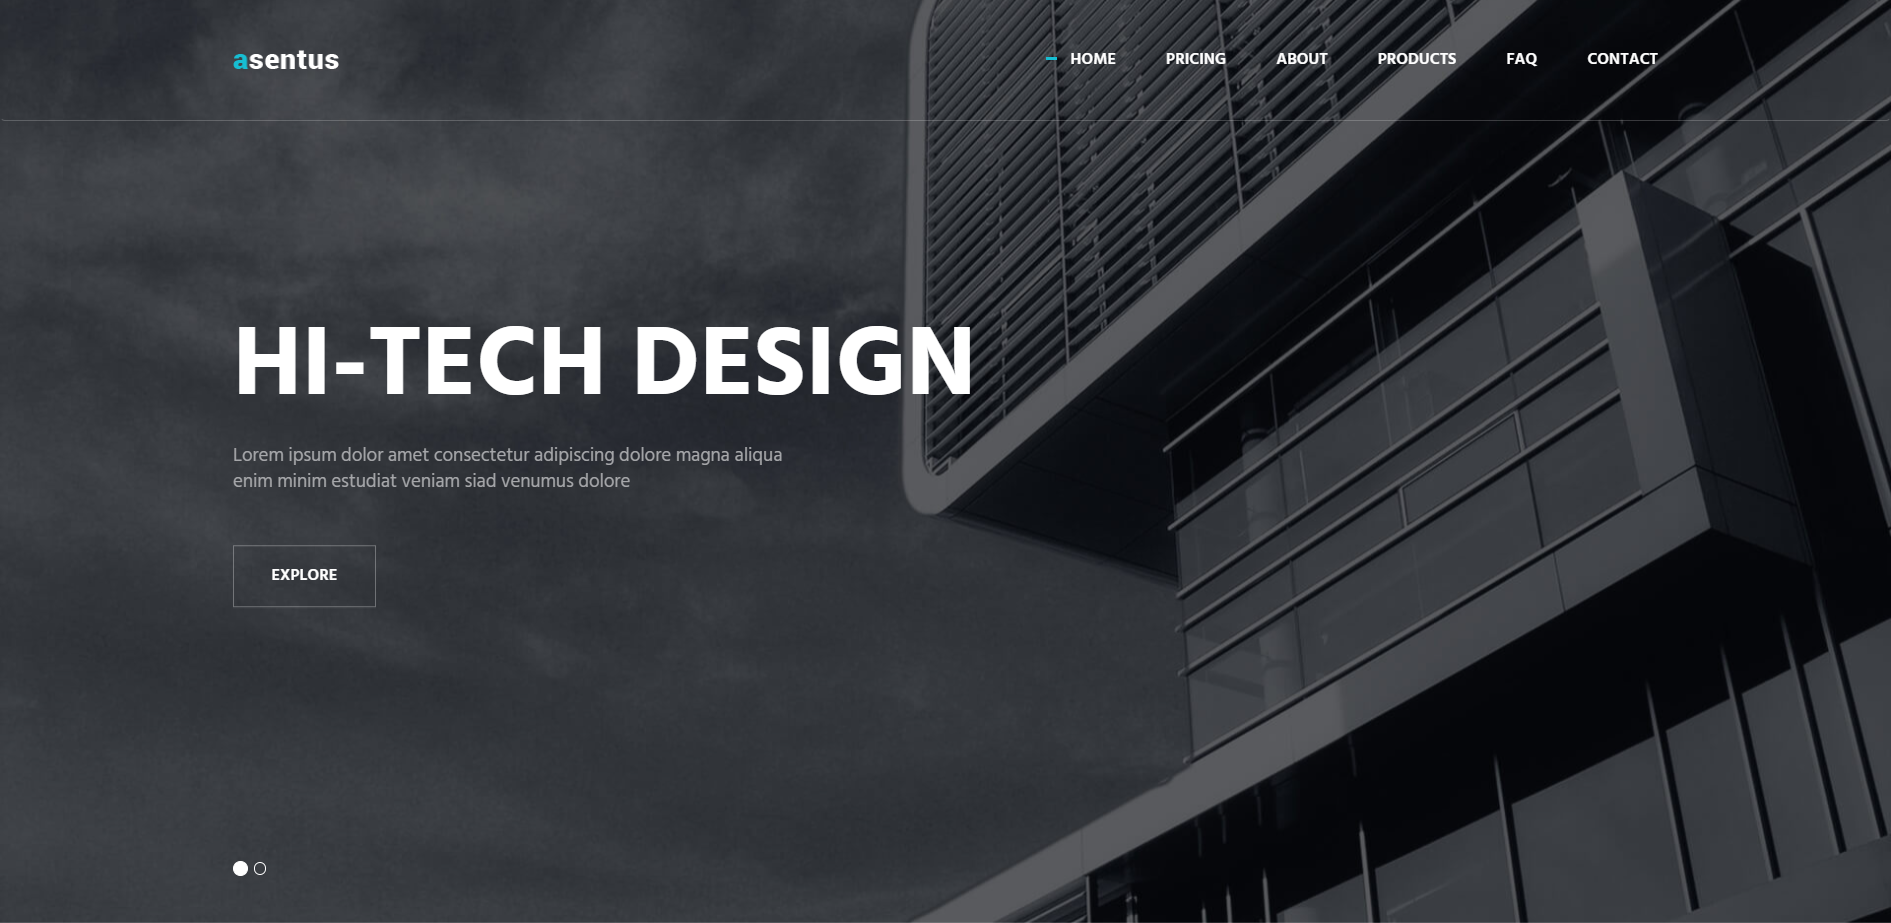 asentus
HOME PRICING ABOUT PRODUCTS FAQ CONTACT
HI-TECH DESIGN
Lorem ipsum dolor amet consectetur adipiscing dolore magna aliqua
enim minim estudiat veniam siad venumus dolore
EXPLORE